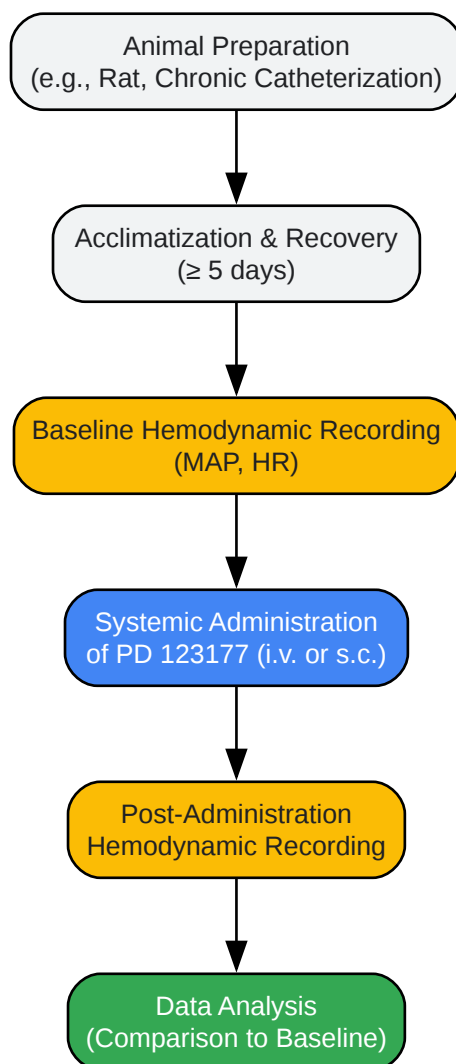 Animal Preparation
(e.g., Rat, Chronic Catheterization)
Acclimatization & Recovery
(≥ 5 days)
Baseline Hemodynamic Recording
(MAP, HR)
Systemic Administration
of PD 123177 (i.v. or s.c.)
Post-Administration
Hemodynamic Recording
Data Analysis
(Comparison to Baseline)